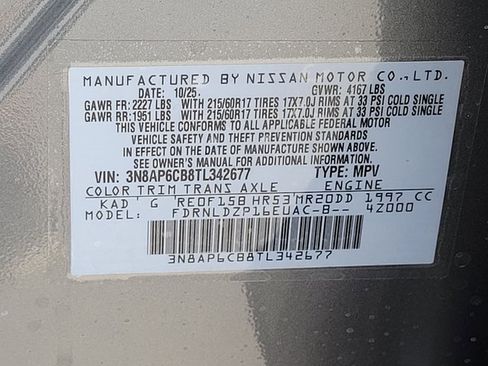 MANUFACTURED BY NISSAN MOTOR CO.,LTD.
DATE: 10/25. GVWR: 4167 LBS
GAWR FR: 2227 LBS WITH 215/60R17 TIRES 17X7.0J RIMS AT 33 PSI COLD SINGLE
GAWR RR: 1951 LBS WITH 215/60R17 TIRES 17X7.0J RIMS AT 33 PSI COLD SINGLE
THIS VEHICLE CONFORMS TO ALL APPLICABLE FEDERAL MOTOR
VEHICLE SAFETY AND THEFT PREVENTION STANDARDS
IN EFFECT ON THE DATE OF MANUFACTURE SHOWN ABOVE.
SEE OWNER'S MANUAL FOR ADDITIONAL INFORMATION.
VIN: 3N8AP6CB8TL342677 TYPE: MPV
COLOR TRIM TRANS AXLE ENGINE
KAD G RE0F15B HR53 MR20DD 1997 CC
MODEL: FDRNLDZP16EUAC-B-- 4Z000
3N8AP6CB8TL342677